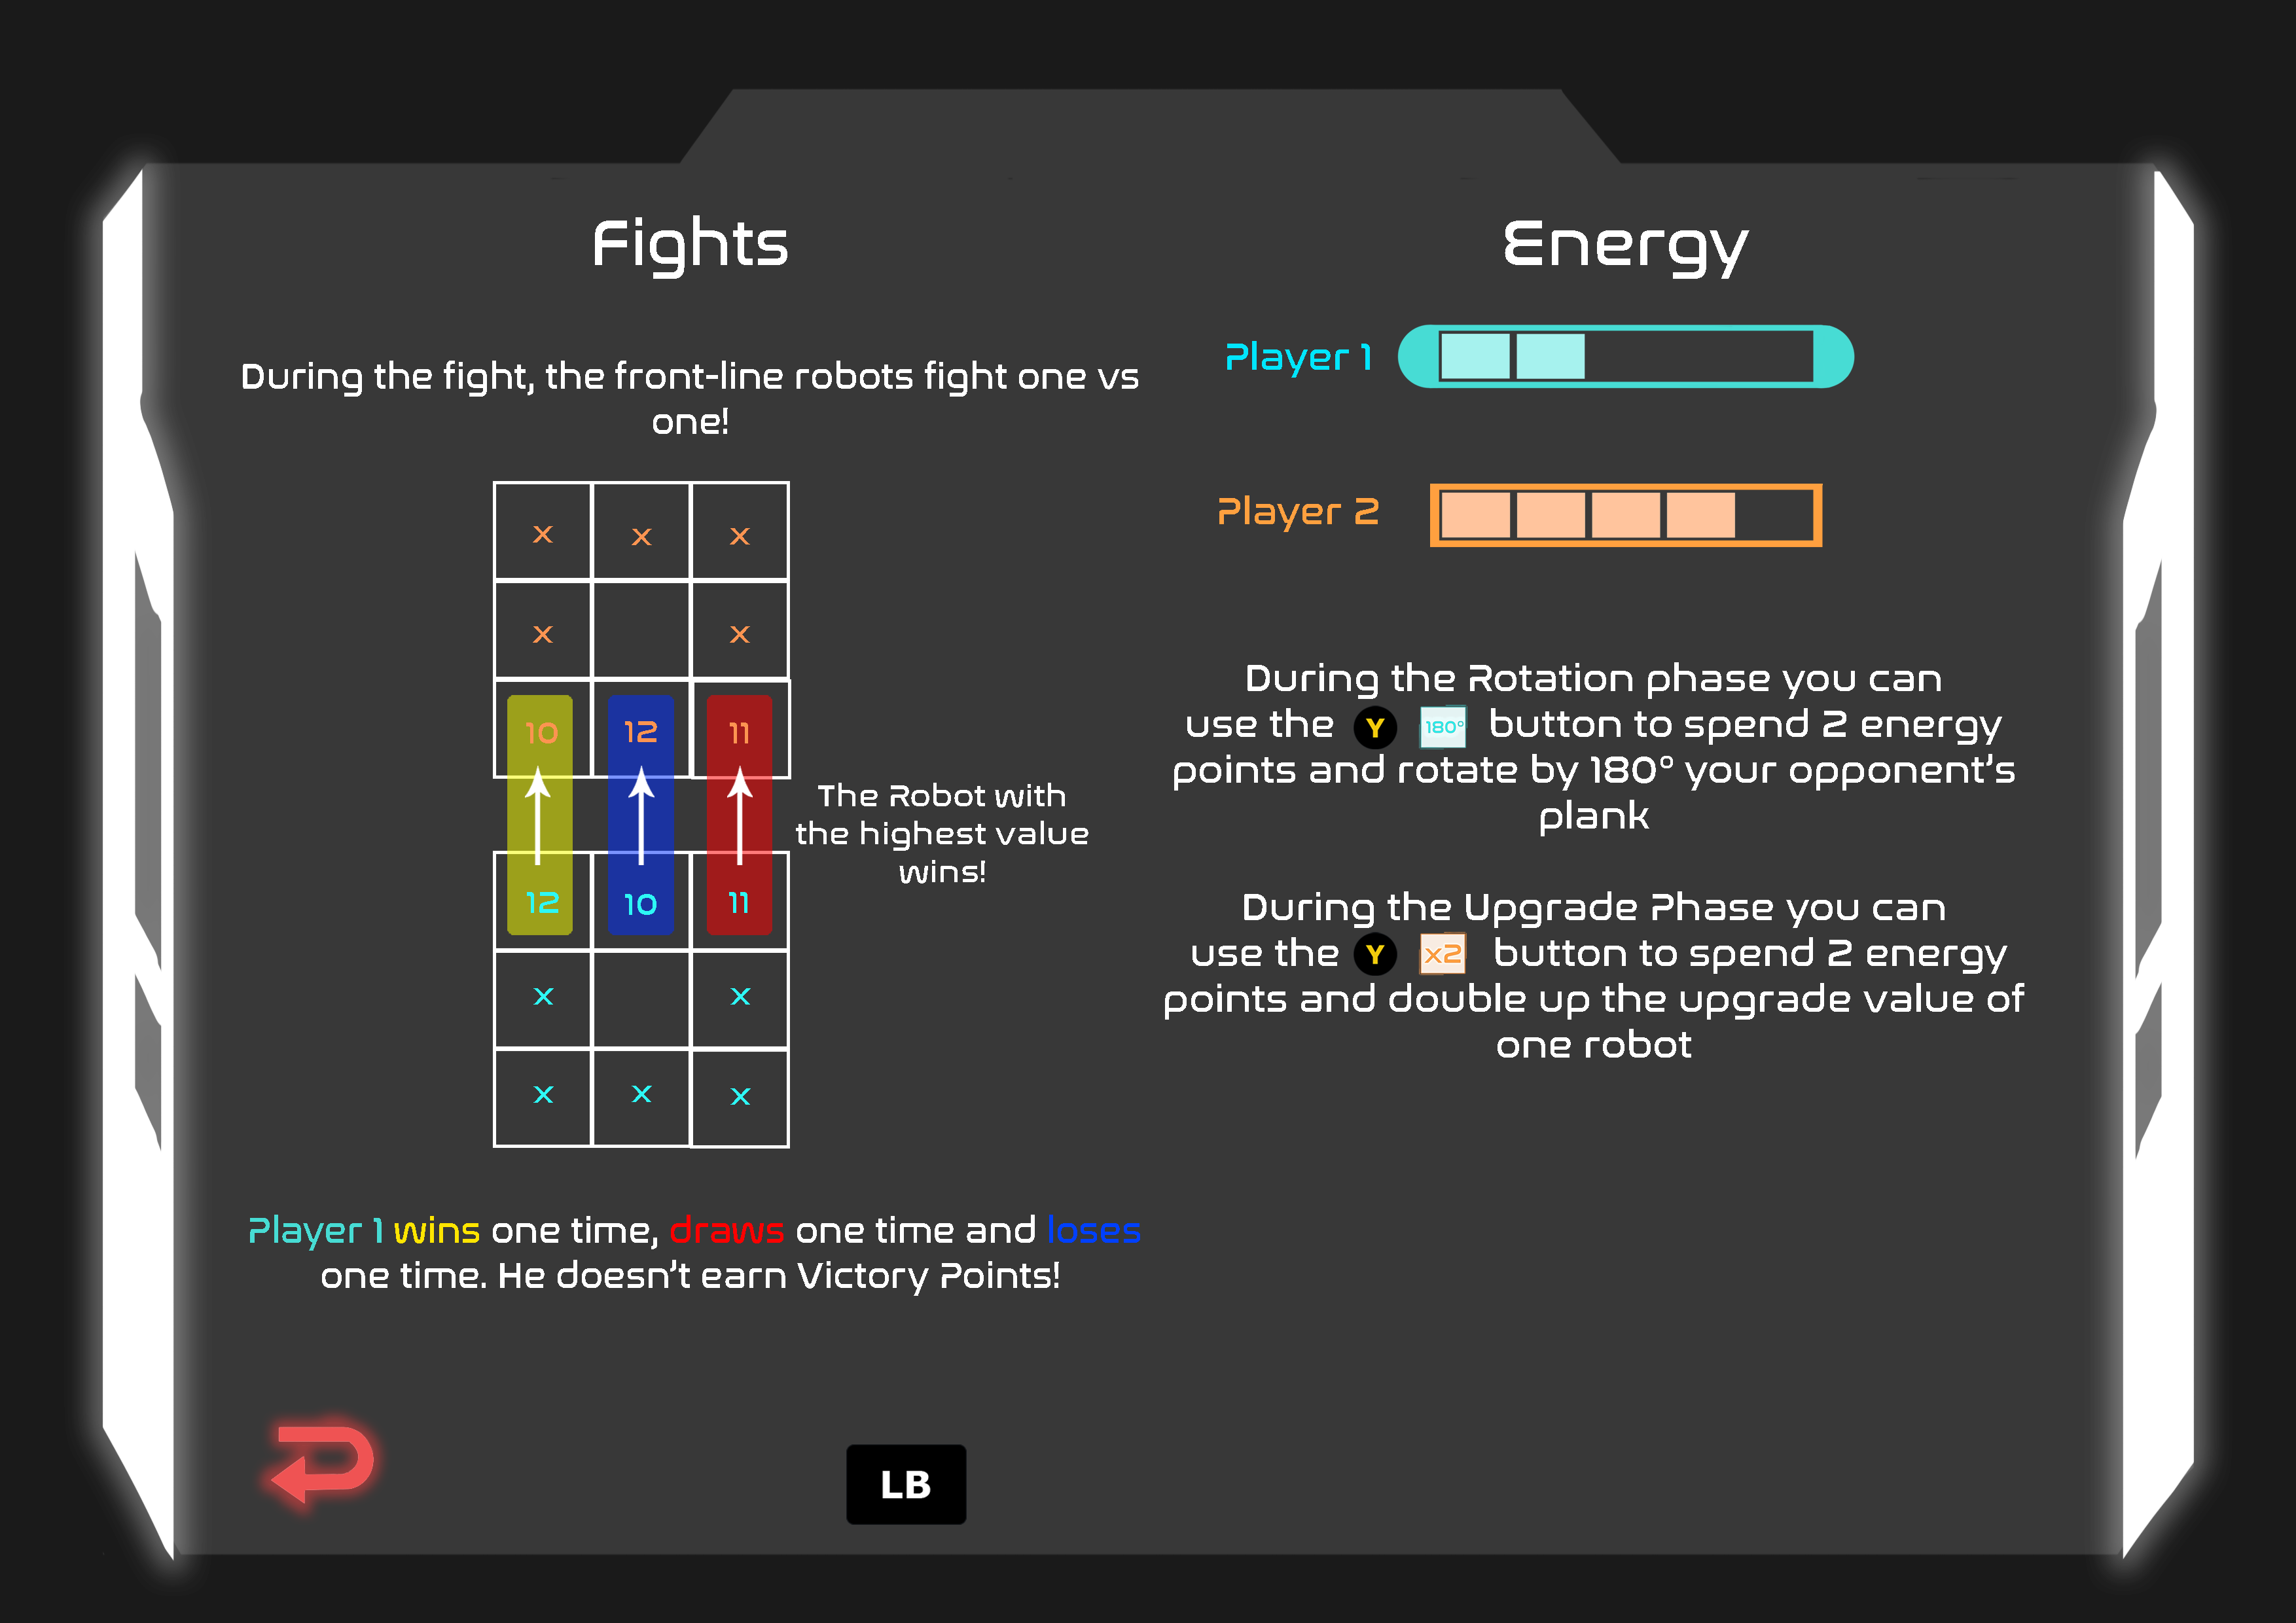 Fights
During the fight, the front-line robots fight one vs
one!
x x x
x x
10 12 11
The Robot with
the highest value
wins!
12 10 11
x x
x x x
Player 1 wins one time, draws one time and loses
one time. He doesn't earn Victory Points!
LB
Energy
Player 1
Player 2
During the Rotation phase you can
use the Y 180° button to spend 2 energy
points and rotate by 180° your opponent's
plank
During the Upgrade Phase you can
use the Y x2 button to spend 2 energy
points and double up the upgrade value of
one robot